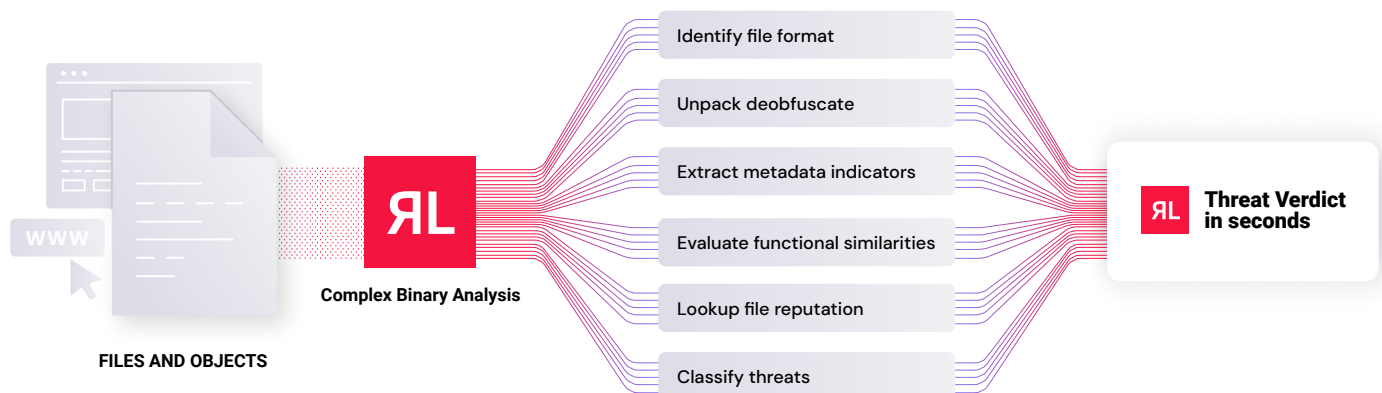 WWW
FILES AND OBJECTS
ЯL
Complex Binary Analysis
Identify file format
Unpack deobfuscate
Extract metadata indicators
Evaluate functional similarities
Lookup file reputation
Classify threats
ЯL
Threat Verdict
in seconds